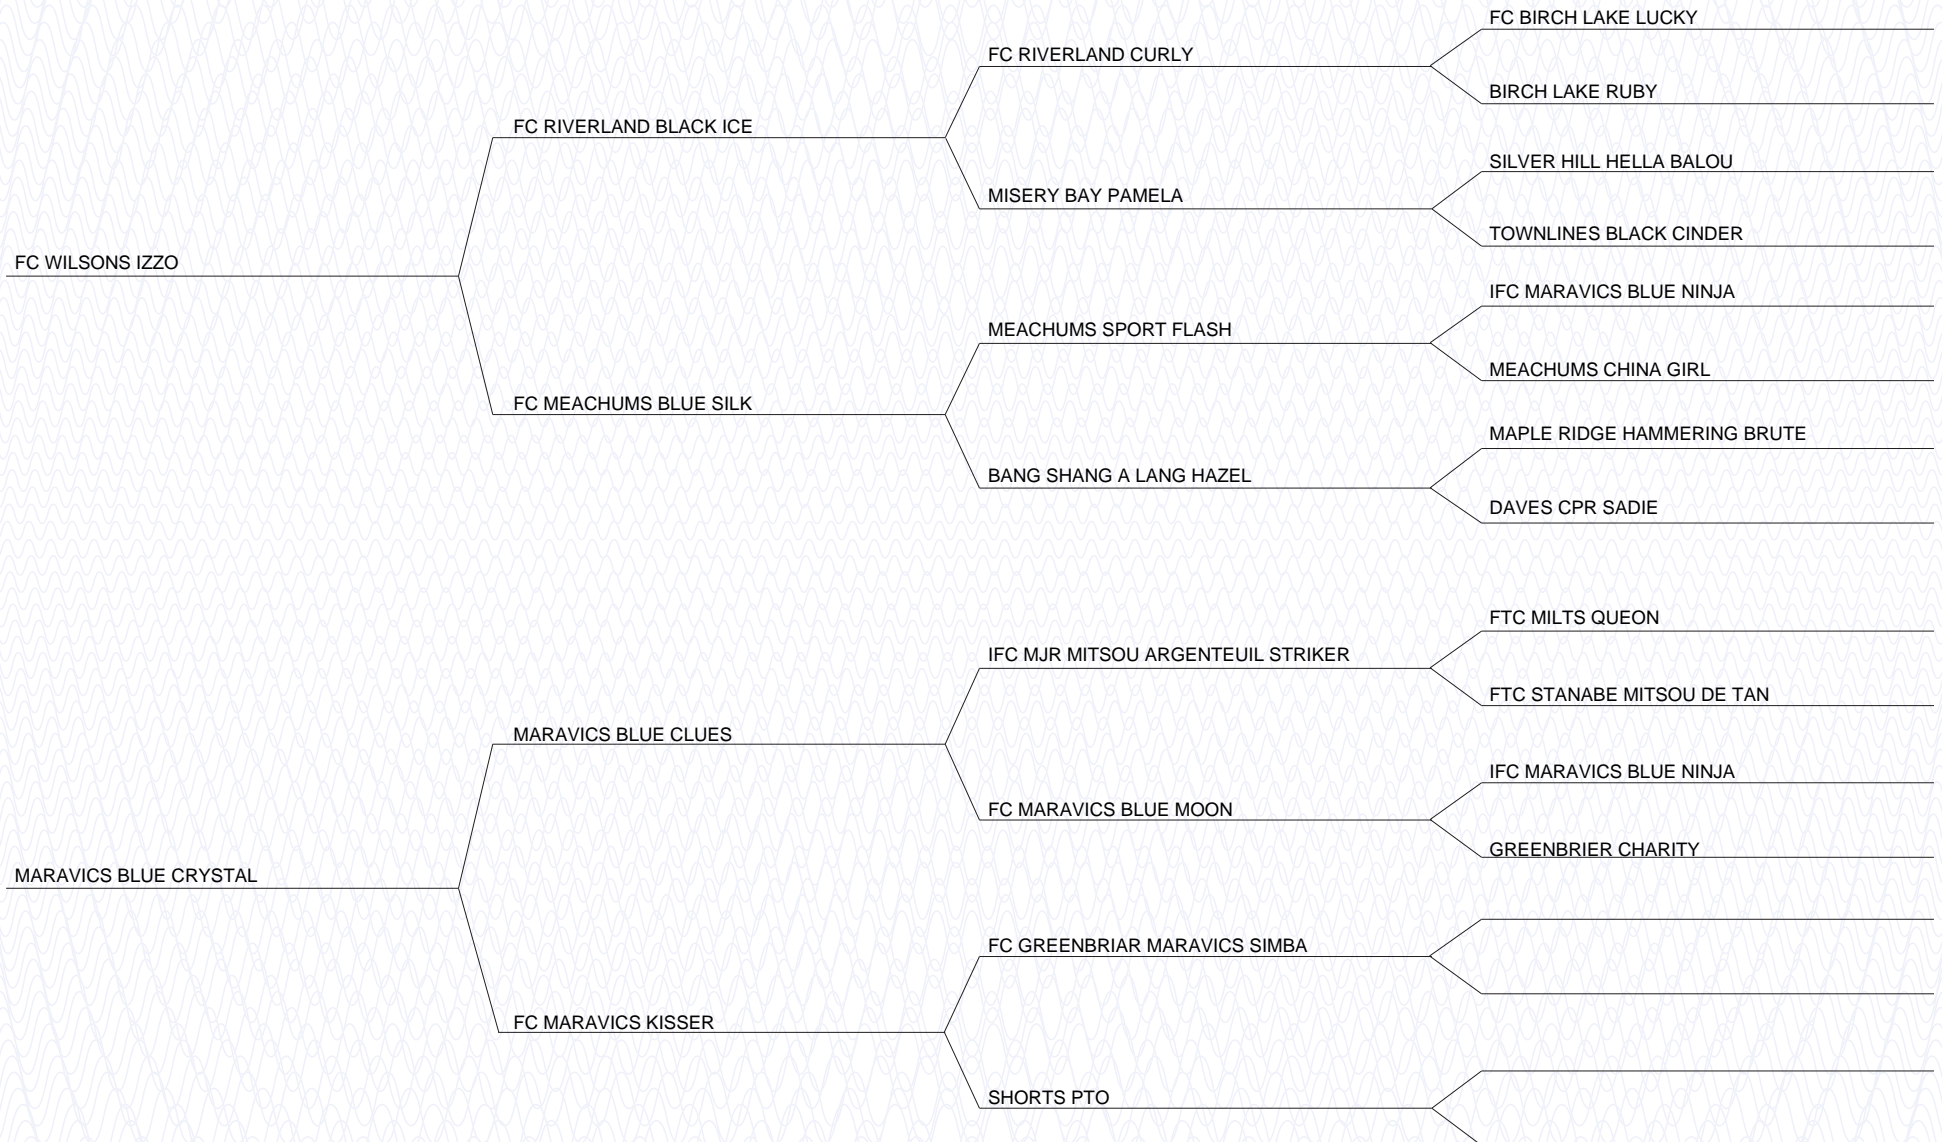 FC BIRCH LAKE LUCKY
FC RIVERLAND CURLY
BIRCH LAKE RUBY
FC RIVERLAND BLACK ICE
SILVER HILL HELLA BALOU
MISERY BAY PAMELA
TOWNLINES BLACK CINDER
FC WILSONS IZZO
IFC MARAVICS BLUE NINJA
MEACHUMS SPORT FLASH
MEACHUMS CHINA GIRL
FC MEACHUMS BLUE SILK
MAPLE RIDGE HAMMERING BRUTE
BANG SHANG A LANG HAZEL
DAVES CPR SADIE
FTC MILTS QUEON
IFC MJR MITSOU ARGENTEUIL STRIKER
FTC STANABE MITSOU DE TAN
MARAVICS BLUE CLUES
IFC MARAVICS BLUE NINJA
FC MARAVICS BLUE MOON
GREENBRIER CHARITY
MARAVICS BLUE CRYSTAL
FC GREENBRIAR MARAVICS SIMBA
FC MARAVICS KISSER
SHORTS PTO